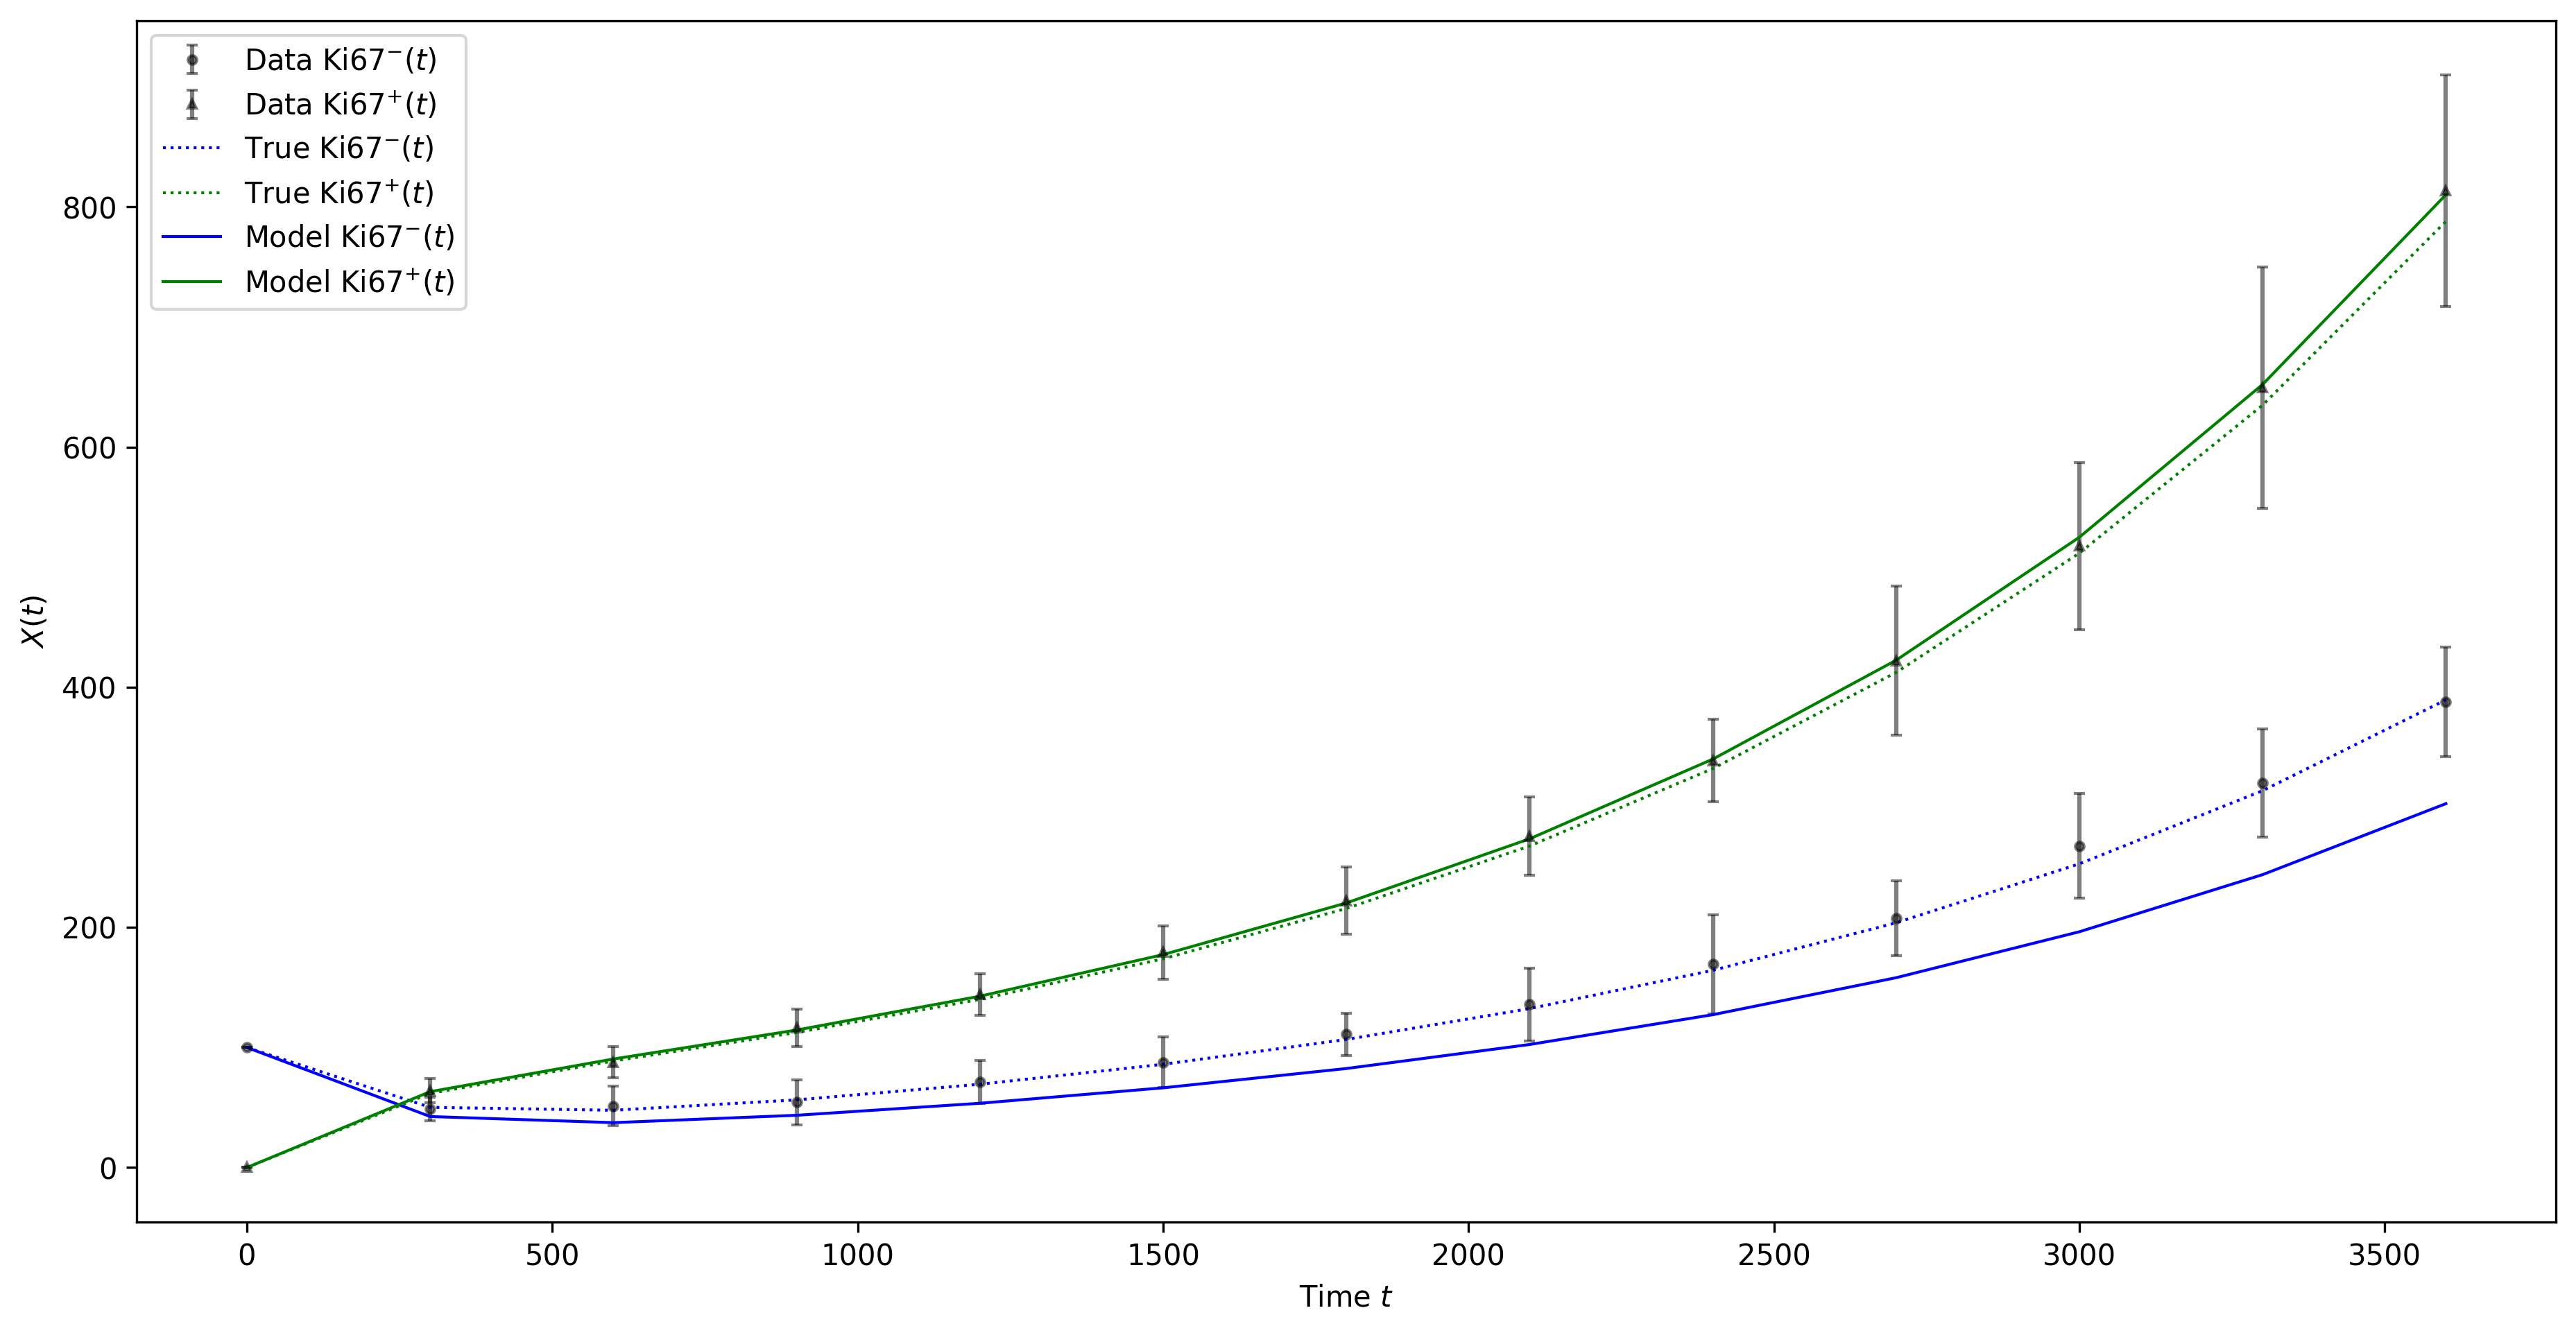 Data Ki67⁻(t)
Data Ki67⁺(t)
True Ki67⁻(t)
True Ki67⁺(t)
Model Ki67⁻(t)
Model Ki67⁺(t)
800
600
400
200
0
X(t)
0 500 1000 1500 2000 2500 3000 3500
Time t